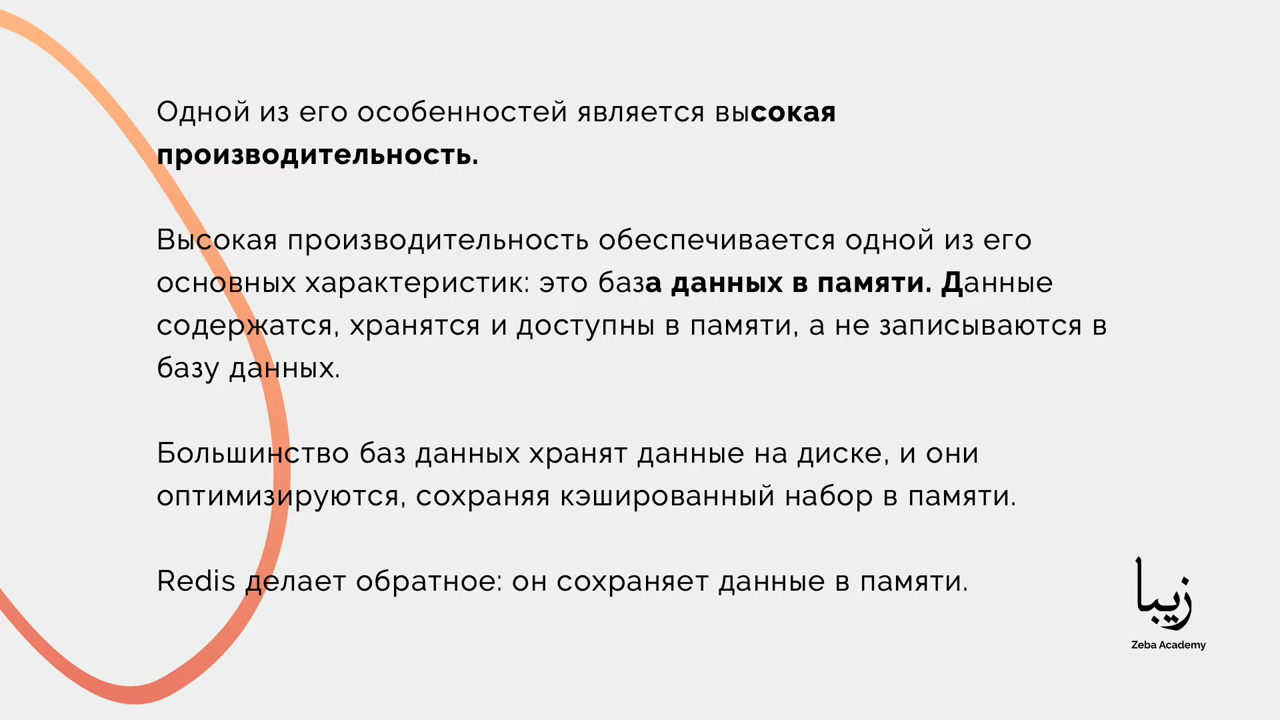 Одной из его особенностей является высокая
производительность.
Высокая производительность обеспечивается одной из его
основных характеристик: это база данных в памяти. Данные
содержатся, хранятся и доступны в памяти, а не записываются в
базу данных.
Большинство баз данных хранят данные на диске, и они
оптимизируются, сохраняя кэшированный набор в памяти.
Redis делает обратное: он сохраняет данные в памяти.
زيبا
Zeba Academy